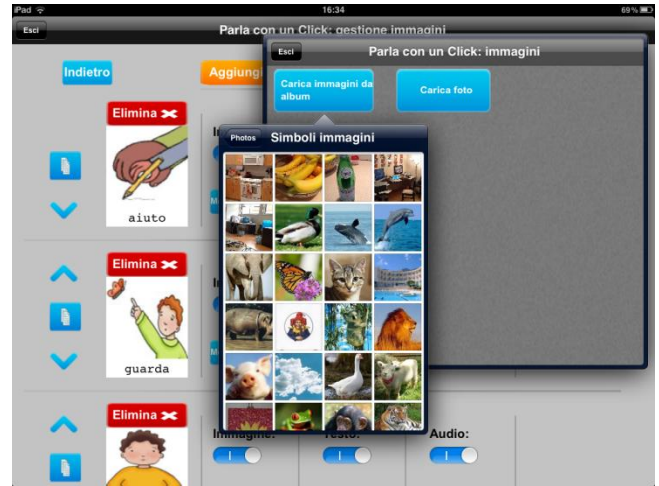 iPad 16:34 69%
Esci Parla con un Click: gestione immagini
Esci Parla con un Click: immagini
Indietro
Aggiungi
Carica immagini da
album
Carica foto
Elimina
aiuto
Photos Simboli immagini
Elimina
guarda
Elimina
Immagine: Testo: Audio: